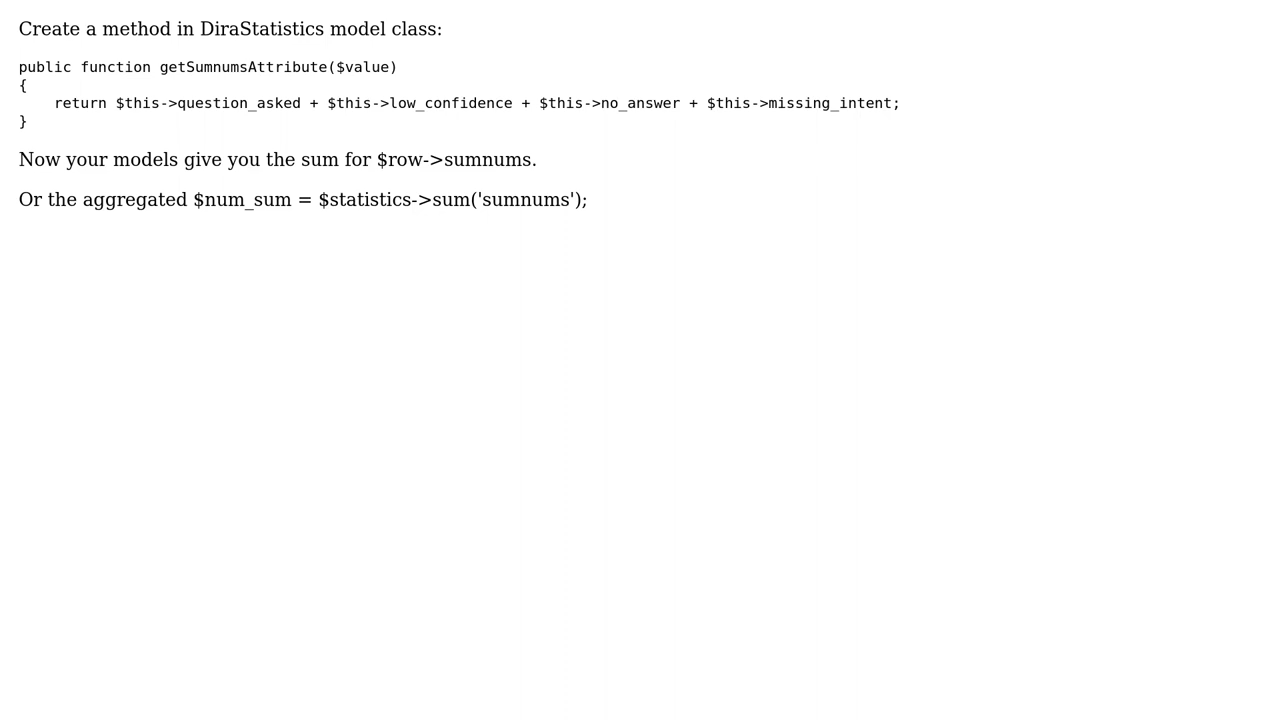 Create a method in DiraStatistics model class:
public function getSumnumsAttribute($value)
{
    return $this->question_asked + $this->low_confidence + $this->no_answer + $this->missing_intent;
}
Now your models give you the sum for $row->sumnums.
Or the aggregated $num_sum = $statistics->sum('sumnums');